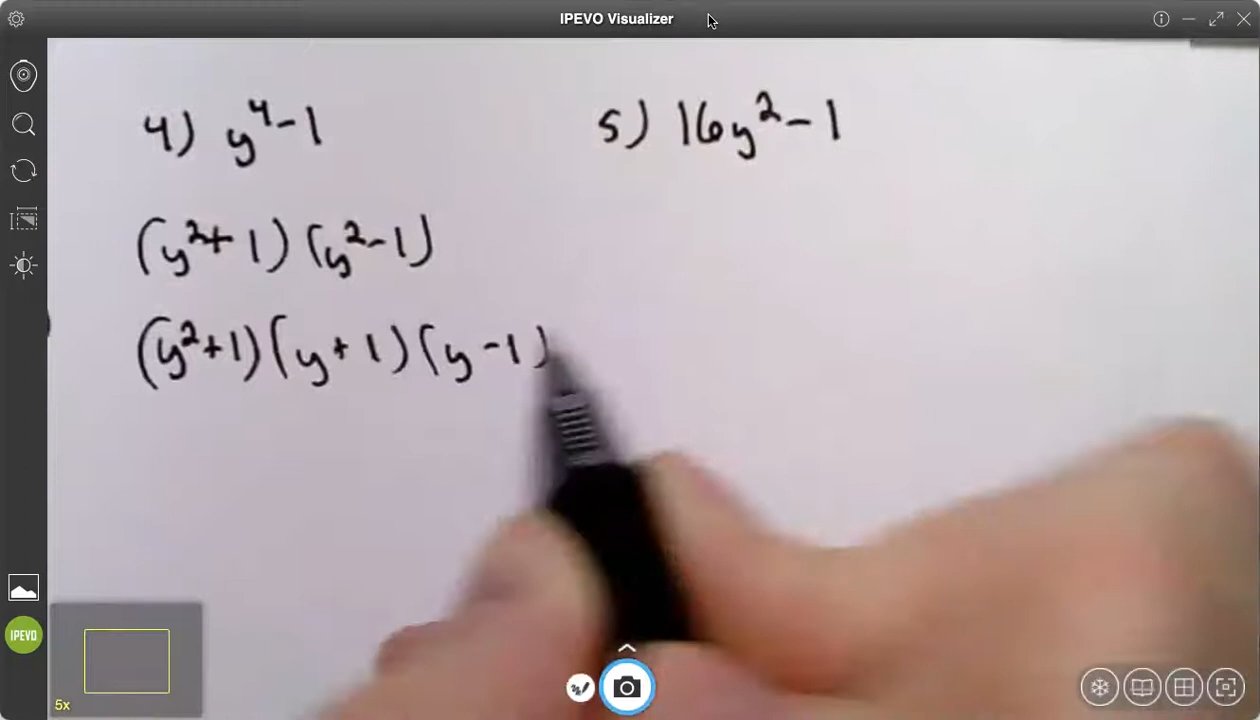 IPEVO Visualizer
4) y⁴-1
5) 16y²-1
(y²+1)(y²-1)
(y²+1)(y+1)(y-1)
IPEVO
5x